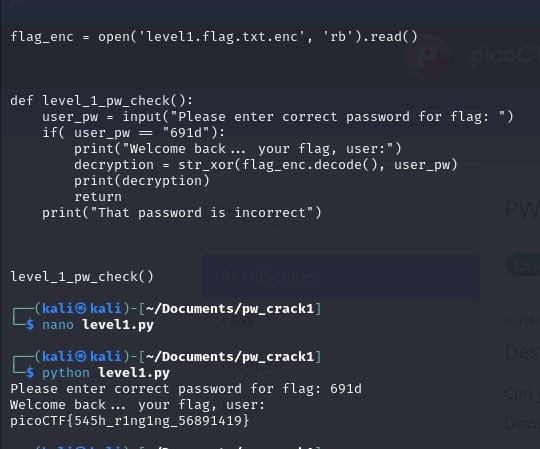 flag_enc = open('level1.flag.txt.enc', 'rb').read()
picoCT
def level_1_pw_check():
    user_pw = input("Please enter correct password for flag: ")
    if( user_pw == "691d"):
        print("Welcome back... your flag, user:")
        decryption = str_xor(flag_enc.decode(), user_pw)
        print(decryption)
        return
    print("That password is incorrect")
PW
level_1_pw_check()
All Difficulties
Eas
┌──(kali㉿kali)-[~/Documents/pw_crack1]
└─$ nano level1.py
Easy
AUTH
Des
┌──(kali㉿kali)-[~/Documents/pw_crack1]
└─$ python level1.py
Medium
Please enter correct password for flag: 691d
Can y
Welcome back... your flag, user:
picoCTF{545h_r1ng1ng_56891419}
Down